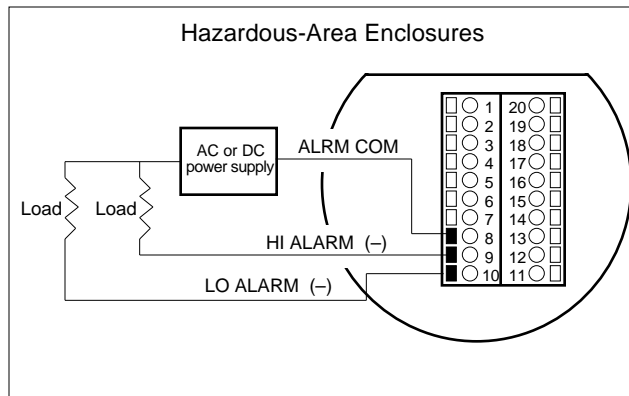 Hazardous-Area Enclosures
AC or DC
power supply
ALRM COM
Load
Load
HI ALARM (–)
LO ALARM (–)
1 20
2 19
3 18
4 17
5 16
6 15
7 14
8 13
9 12
10 11